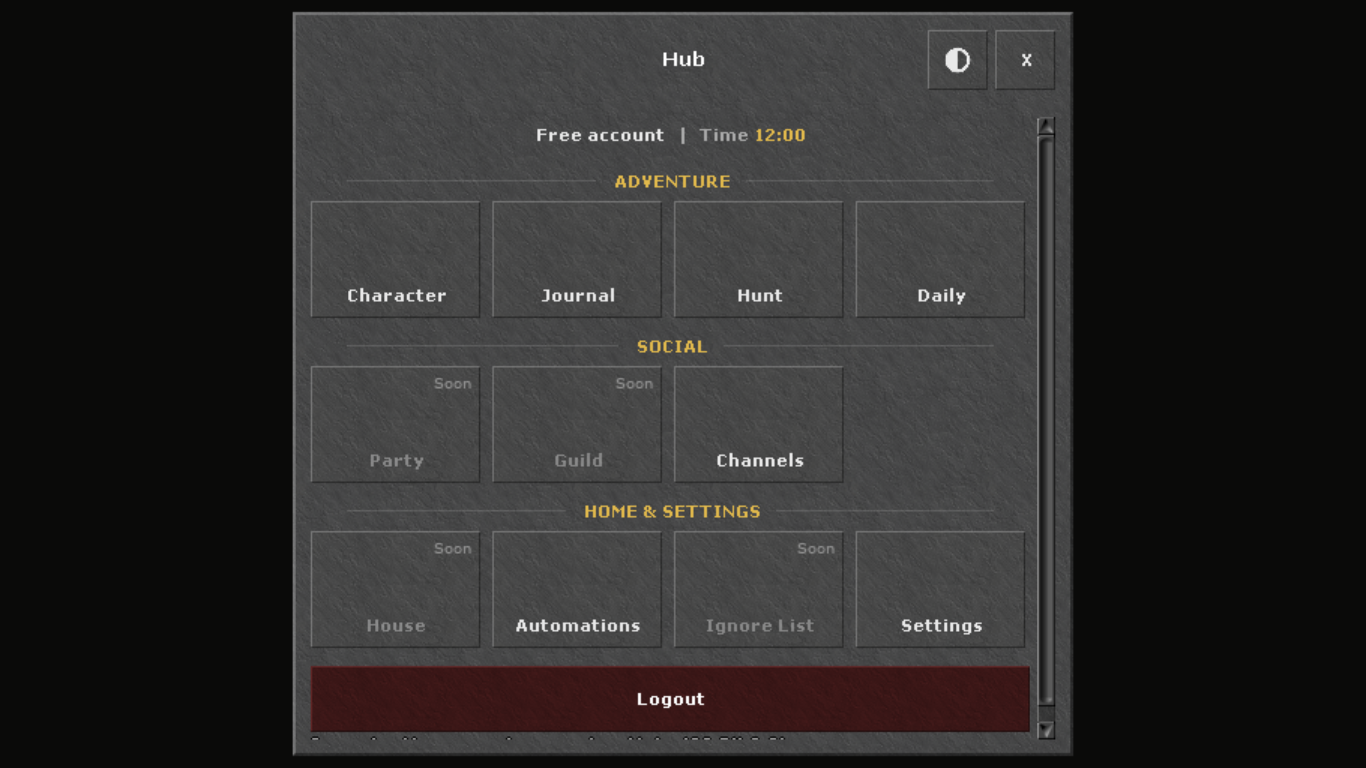 Hub
x
Free account | Time 12:00
ADVENTURE
Character Journal Hunt Daily
SOCIAL
Soon Soon
Party Guild Channels
HOME & SETTINGS
Soon Soon
House Automations Ignore List Settings
Logout